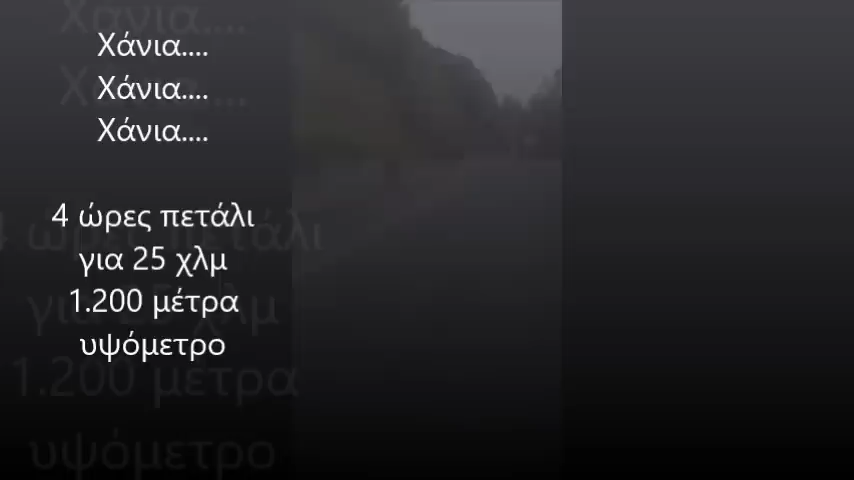 Χάνια....
Χάνια....
Χάνια....
4 ώρες πετάλι
για 25 χλμ
1.200 μέτρα
υψόμετρο